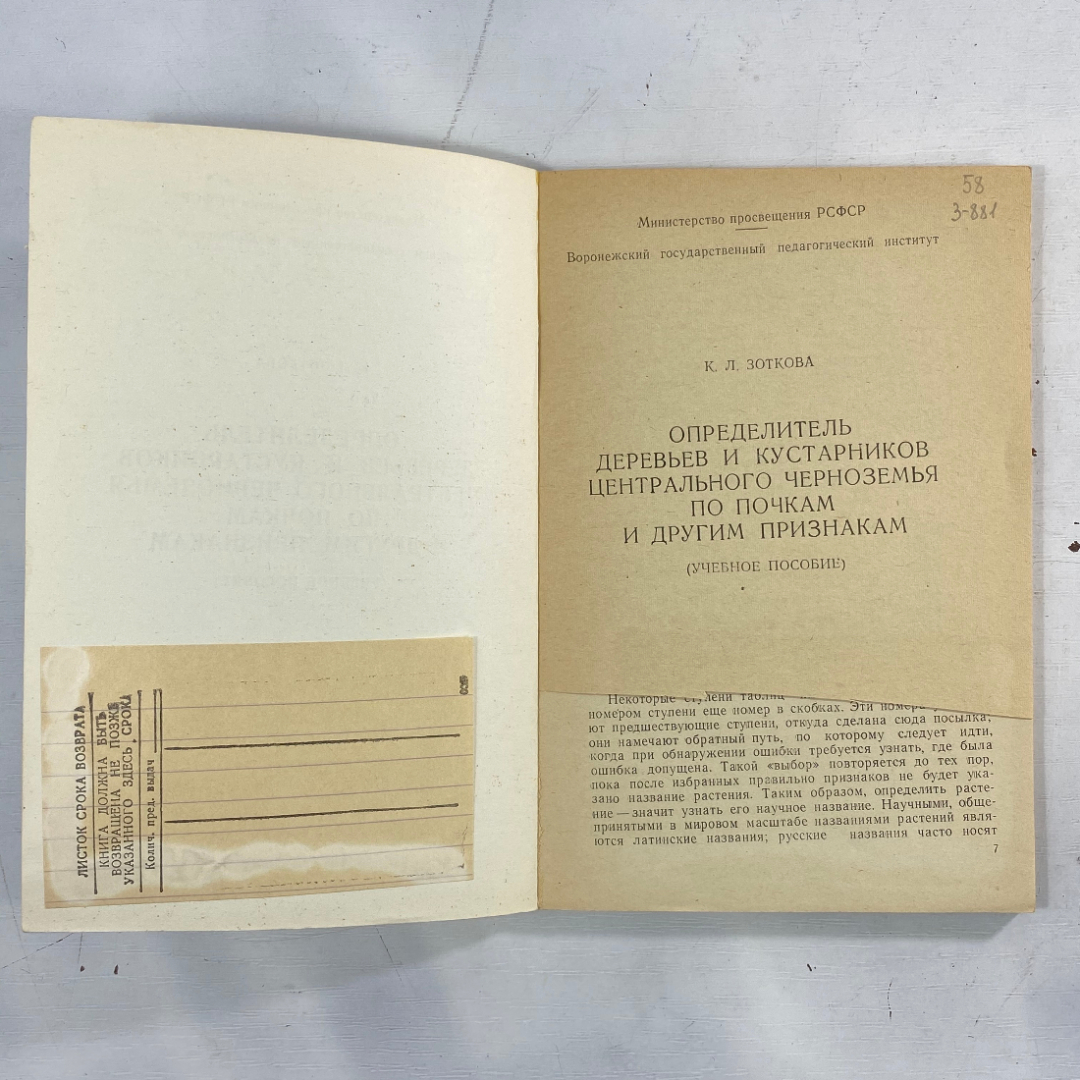 ЛИСТОК СРОКА ВОЗВРАТА
КНИГА ДОЛЖНА БЫТЬ
ВОЗВРАЩЕНА НЕ ПОЗЖЕ
УКАЗАННОГО ЗДЕСЬ СРОКА
Колич. пред. выдач
58
З-881
Министерство просвещения РСФСР
Воронежский государственный педагогический институт
К. Л. ЗОТКОВА
ОПРЕДЕЛИТЕЛЬ
ДЕРЕВЬЕВ И КУСТАРНИКОВ
ЦЕНТРАЛЬНОГО ЧЕРНОЗЕМЬЯ
ПО ПОЧКАМ
И ДРУГИМ ПРИЗНАКАМ
(УЧЕБНОЕ ПОСОБИЕ)
Некоторые ступени таблиц
номером ступени еще номер в скобках. Эти номера
ют предшествующие ступени, откуда сделана сюда посылка;
они намечают обратный путь, по которому следует идти,
когда при обнаружении ошибки требуется узнать, где была
ошибка допущена. Такой «выбор» повторяется до тех пор,
пока после избранных правильно признаков не будет ука-
зано название растения. Таким образом, определить расте-
ние — значит узнать его научное название. Научными, обще-
принятыми в мировом масштабе названиями растений явля-
ются латинские названия; русские названия часто носят
7